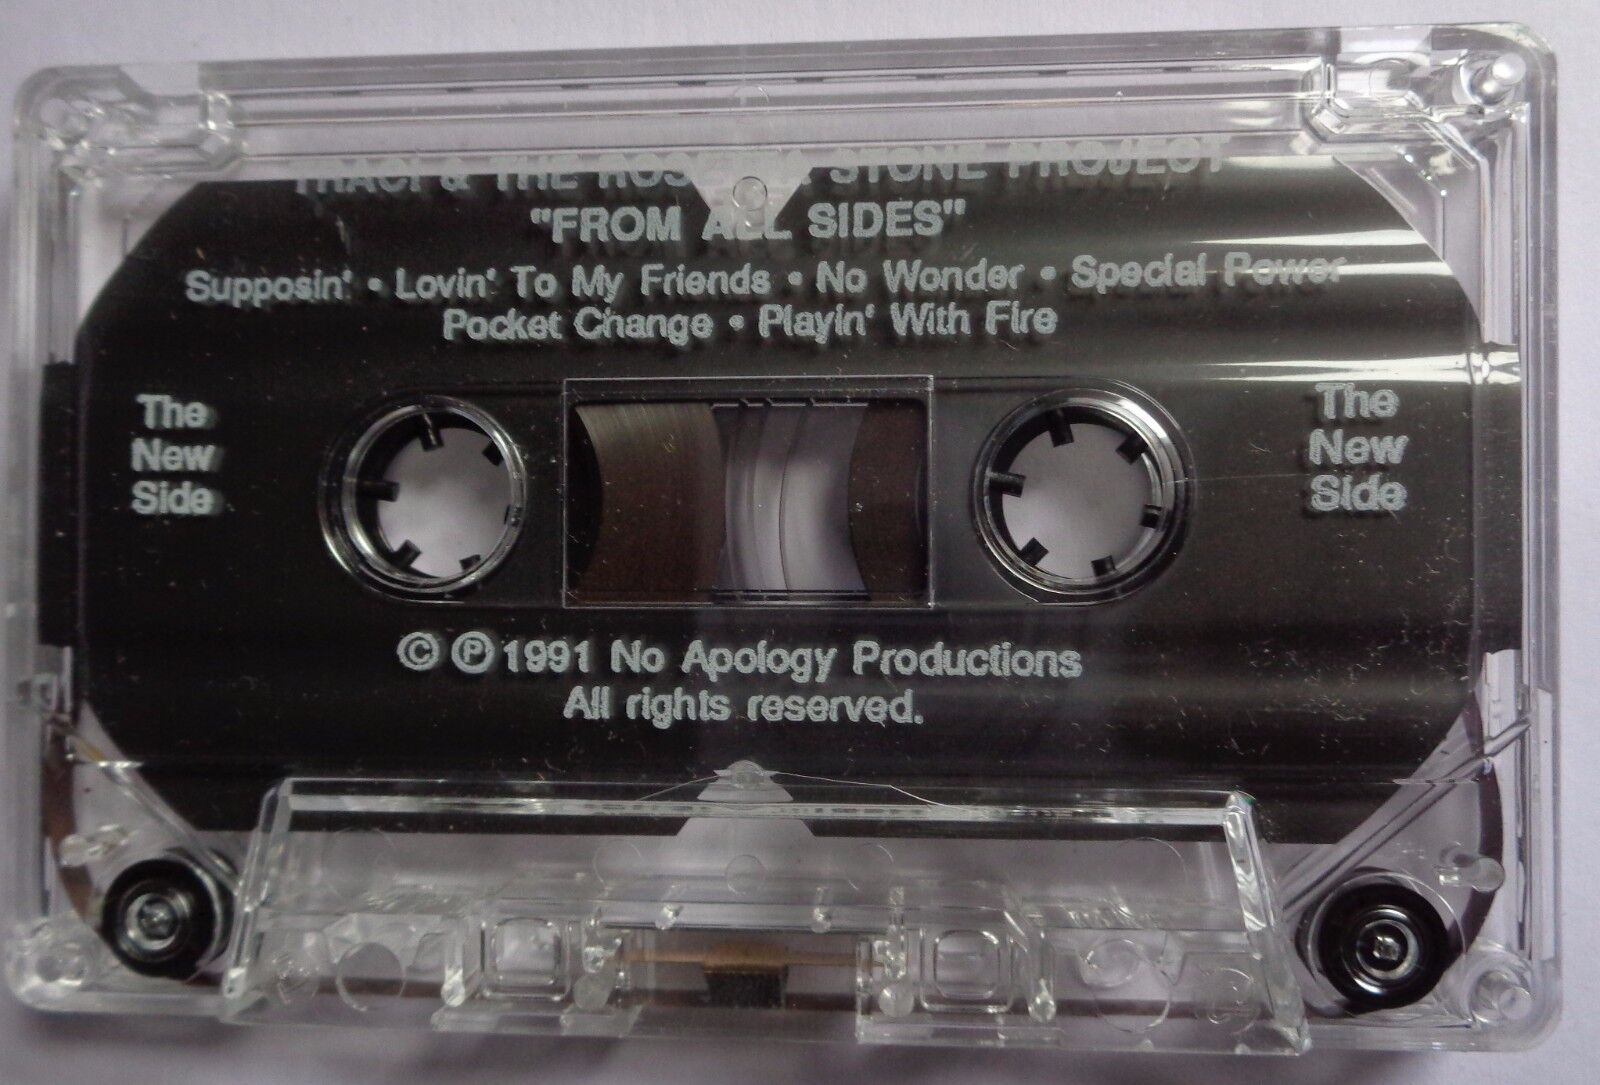 TRACI & THE STONE PROJECT
"FROM ALL SIDES"
Supposin' • Lovin' To My Friends • No Wonder • Special Power
Pocket Change • Playin' With Fire
The
New
Side
The
New
Side
© ℗ 1991 No Apology Productions
All rights reserved.